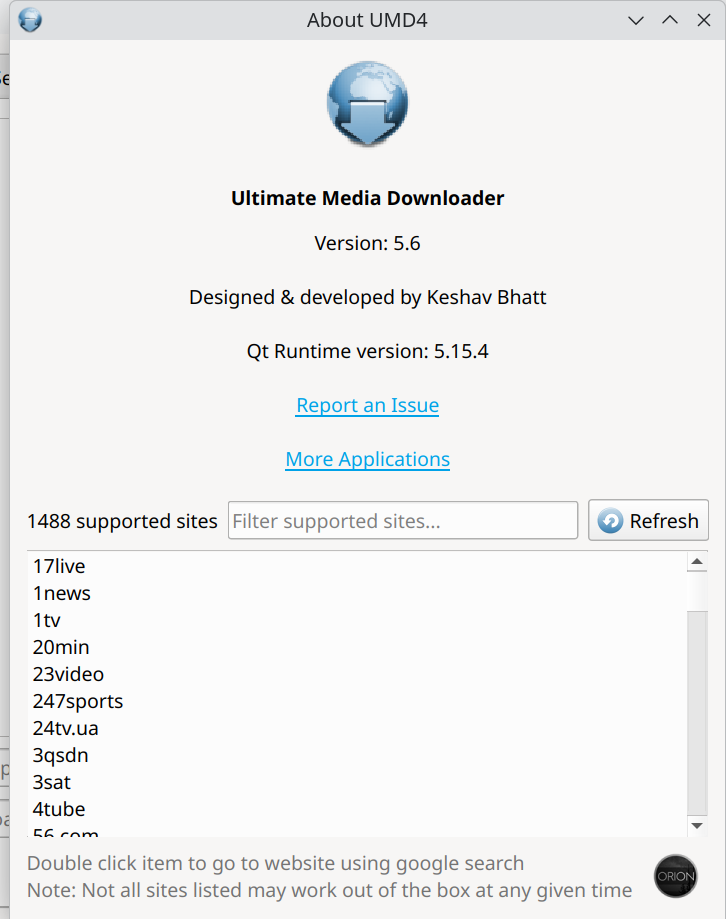 About UMD4
Ultimate Media Downloader
Version: 5.6
Designed & developed by Keshav Bhatt
Qt Runtime version: 5.15.4
Report an Issue
More Applications
1488 supported sites
Filter supported sites...
Refresh
17live
1news
1tv
20min
23video
247sports
24tv.ua
3qsdn
3sat
4tube
56.com
Double click item to go to website using google search
Note: Not all sites listed may work out of the box at any given time
ORION